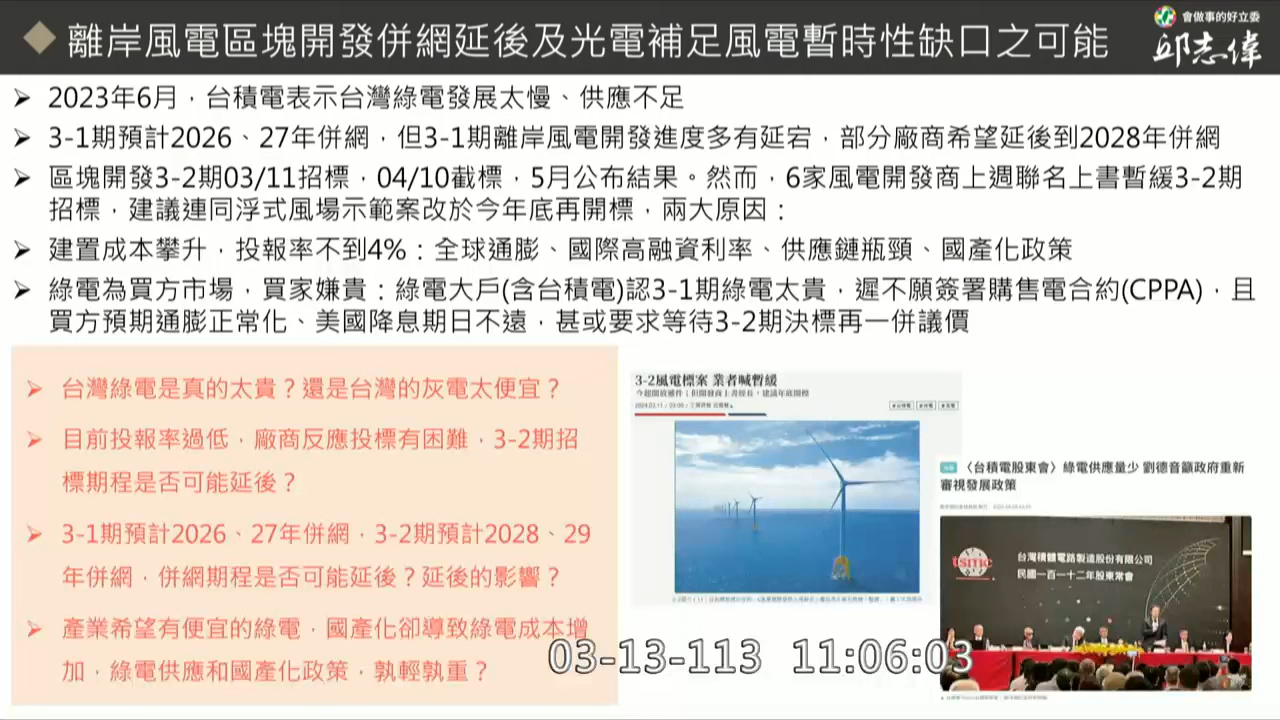 離岸風電區塊開發併網延後及光電補足風電暫時性缺口之可能
會做事的好立委
邱志偉
➢ 2023年6月，台積電表示台灣綠電發展太慢、供應不足
➢ 3-1期預計2026、27年併網，但3-1期離岸風電開發進度多有延宕，部分廠商希望延後到2028年併網
➢ 區塊開發3-2期03/11招標，04/10截標，5月公布結果。然而，6家風電開發商上週聯名上書暫緩3-2期
招標，建議連同浮式風場示範案改於今年底再開標，兩大原因：
➢ 建置成本攀升，投報率不到4%：全球通膨、國際高融資利率、供應鏈瓶頸、國產化政策
➢ 綠電為買方市場，買家嫌貴：綠電大戶(含台積電)認3-1期綠電太貴，遲不願簽署購售電合約(CPPA)，且
買方預期通膨正常化、美國降息期日不遠，甚或要求等待3-2期決標再一併議價
➢ 台灣綠電是真的太貴？還是台灣的灰電太便宜？
➢ 目前投報率過低，廠商反應投標有困難，3-2期招
標期程是否可能延後？
➢ 3-1期預計2026、27年併網，3-2期預計2028、29
年併網，併網期程是否可能延後？延後的影響？
➢ 產業希望有便宜的綠電，國產化卻導致綠電成本增
加，綠電供應和國產化政策，孰輕孰重？
3-2風電標案 業者喊暫緩
〈台積電股東會〉綠電供應量少 劉德音籲政府重新
審視發展政策
台灣積體電路製造股份有限公司
民國一百一十二年股東常會
03-13-113 11:06:03